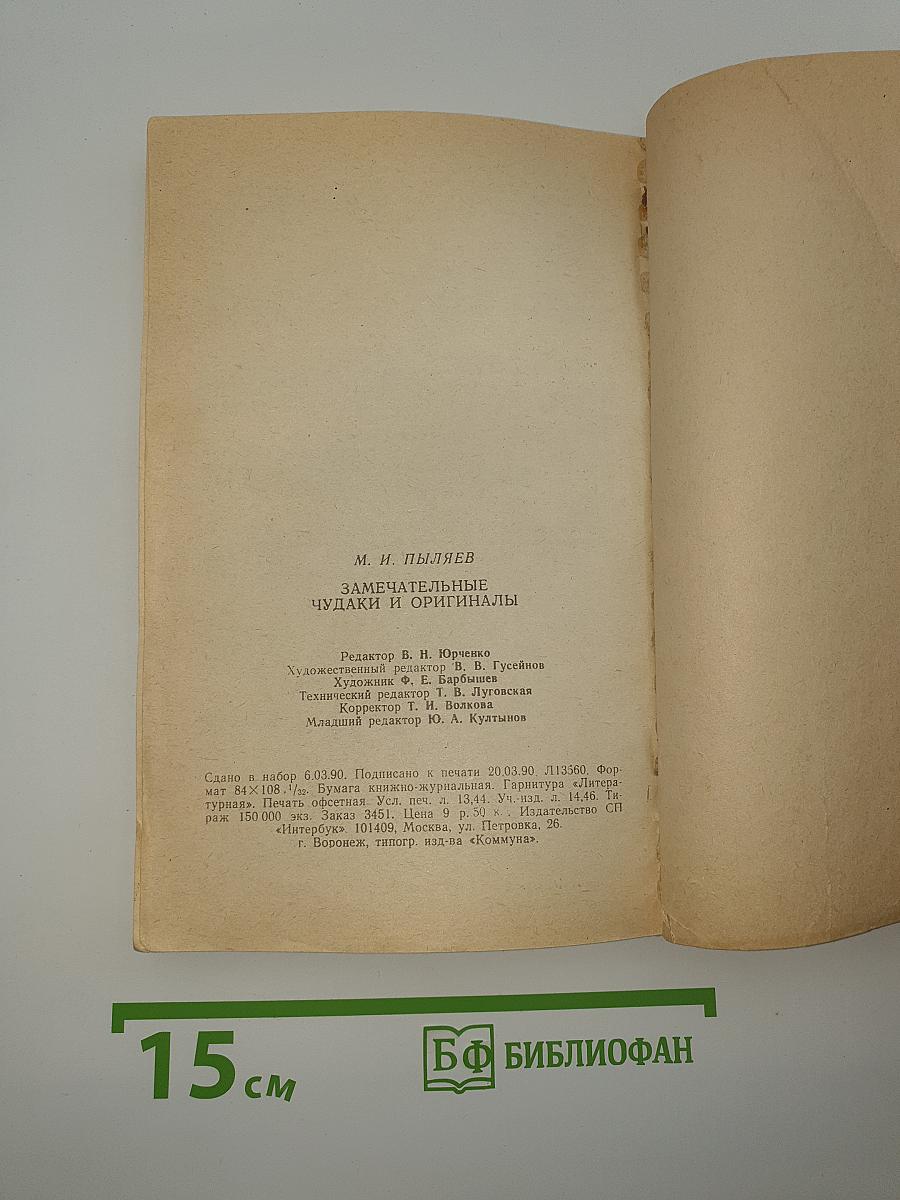 М. И. ПЫЛЯЕВ
ЗАМЕЧАТЕЛЬНЫЕ
ЧУДАКИ И ОРИГИНАЛЫ
Редактор В. Н. Юрченко
Художественный редактор В. В. Гусейнов
Художник Ф. Е. Барбышев
Технический редактор Т. В. Луговская
Корректор Т. И. Волкова
Младший редактор Ю. А. Култынов
Сдано в набор 6.03.90. Подписано к печати 20.03.90. Л13560. Фор-
мат 84×108 1/32. Бумага книжно-журнальная. Гарнитура «Литера-
турная». Печать офсетная. Усл. печ. л. 13,44. Уч.-изд. л. 14,46. Ти-
раж 150 000 экз. Заказ 3451. Цена 9 р. 50 к. Издательство СП
«Интербук». 101409, Москва, ул. Петровка, 26.
г. Воронеж, типогр. изд-ва «Коммуна».
15 см
БФ БИБЛИОФАН